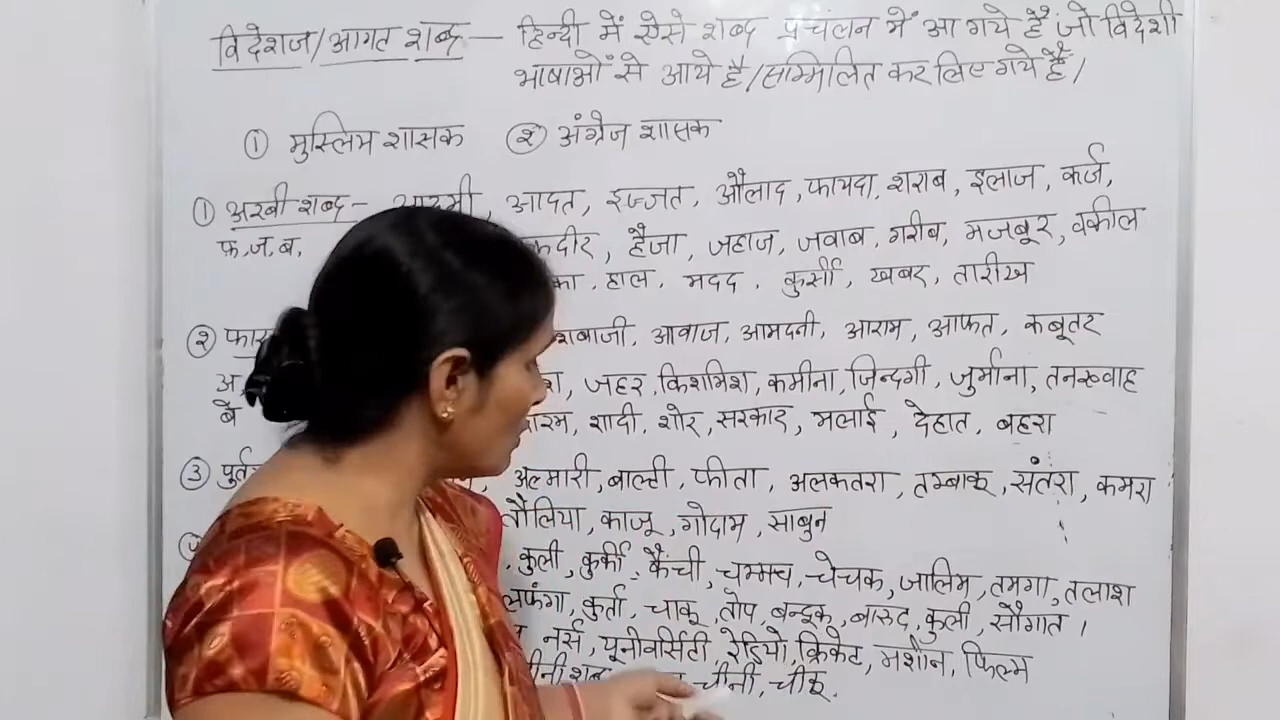 विदेशज/आगत शब्द — हिन्दी में ऐसे शब्द प्रचलन में आ गये हैं जो विदेशी
भाषाओं से आये है/सम्मिलित कर लिए गये हैं।
① मुस्लिम शासक ② अंग्रेज शासक
① अरबी शब्द - आदमी, आदत, इज्जत, औलाद, फायदा, शराब, इलाज, कर्ज,
फ़, ज़, ब, हैजा, जहाज, जवाब, गरीब, मजबूर, वकील
हाल, मदद, कुर्सी, खबर, तारीख
② आवाज, आमदनी, आराम, आफत, कबूतर
जहर, किशमिश, कमीना, जिन्दगी, जुर्माना, तनख्वाह
बे शादी, शोर, सरकार, मलाई, देहात, बहरा
③ अल्मारी, बाल्टी, फीता, अलकतरा, तम्बाकू, संतरा, कमरा
तौलिया, काजू, गोदाम, साबुन
कुली, कुर्की, कैंची, चम्मच, चेचक, जालिम, तमगा, तलाश
लफंगा, कुर्ता, चाकू, तोप, बन्दूक, बारुद, कुली, सौगात।
नर्स, यूनीवर्सिटी, रेडियो, क्रिकेट, मशीन, फिल्म
चीनी, चीकू.